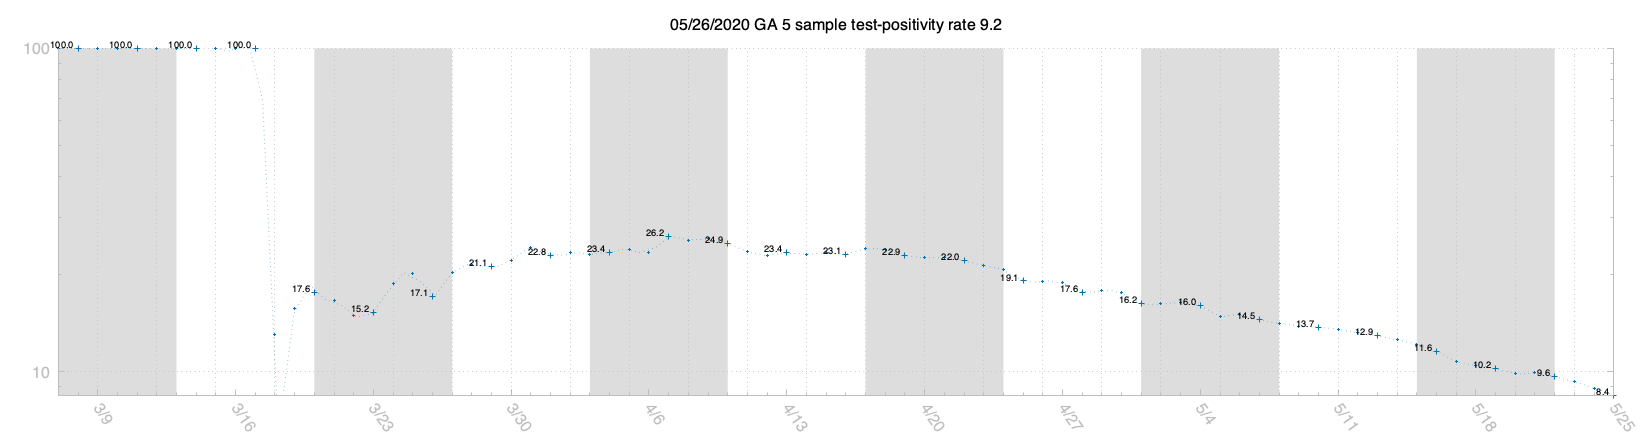 05/26/2020 GA 5 sample test-positivity rate 9.2
100
100.0 100.0 100.0 100.0
26.2
24.9
22.8 23.4 23.4 23.1 22.9 22.0
21.1
19.1
17.6 17.1 17.6
15.2 16.2 16.0
14.5 13.7 12.9
11.6
10.2
10 9.6
8.4
3/9 3/16 3/23 3/30 4/6 4/13 4/20 4/27 5/4 5/11 5/18 5/25